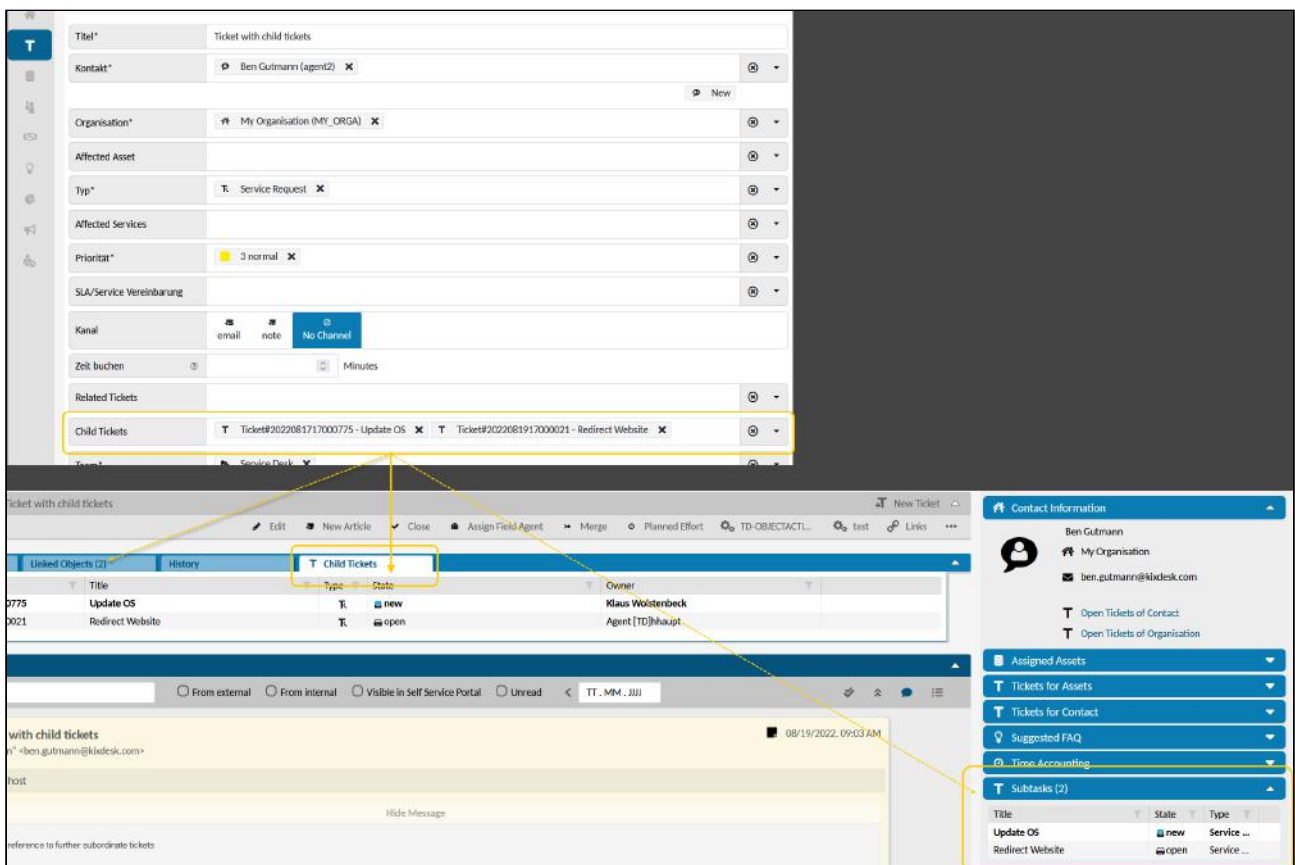 Titel* Ticket with child tickets
Kontakt* Ben Gutmann (agent2)
New
Organisation* My Organisation (MY_ORGA)
Affected Asset
Typ* Service Request
Affected Services
Priorität* 3 normal
SLA/Service Vereinbarung
Kanal email note No Channel
Zeit buchen Minutes
Related Tickets
Child Tickets Ticket#2022081717000775 - Update OS Ticket#2022081917000021 - Redirect Website
Team* Service Desk
Ticket with child tickets New Ticket
Edit New Article Close Assign Field Agent Merge Planned Effort TD-OBJECTACTI... test Links
Linked Objects (2) History Child Tickets
Title Type State Owner
0775 Update OS new Klaus Wolstenbeck
0021 Redirect Website open Agent [TD]hhaupt
From external From internal Visible in Self Service Portal Unread < TT . MM . JJJJ
with child tickets 08/19/2022, 09:03 AM
n" <ben.gutmann@kixdesk.com>
host
Hide Message
reference to further subordinate tickets
Contact Information
Ben Gutmann
My Organisation
ben.gutmann@kixdesk.com
Open Tickets of Contact
Open Tickets of Organisation
Assigned Assets
Tickets for Assets
Tickets for Contact
Suggested FAQ
Time Accounting
Subtasks (2)
Title State Type
Update OS new Service ...
Redirect Website open Service ...